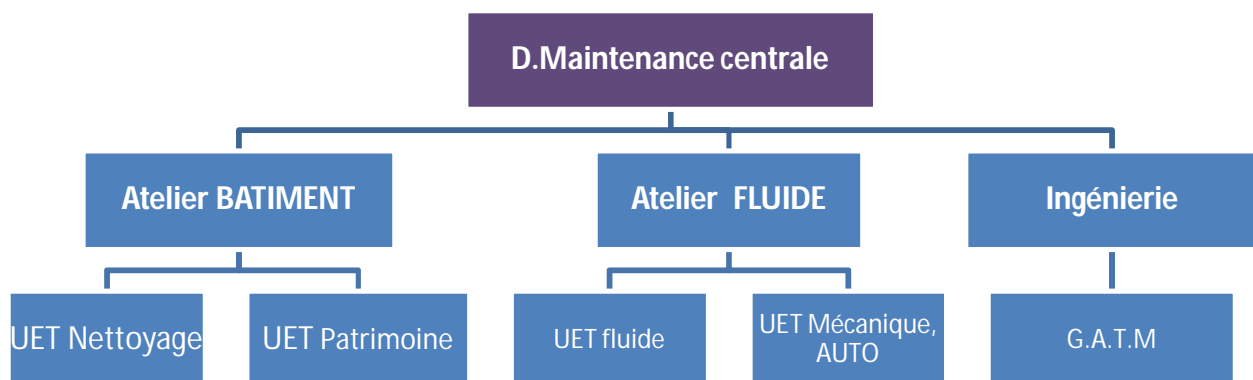 D.Maintenance centrale
Atelier BATIMENT
Atelier FLUIDE
Ingénierie
UET Nettoyage
UET Patrimoine
UET fluide
UET Mécanique,
AUTO
G.A.T.M